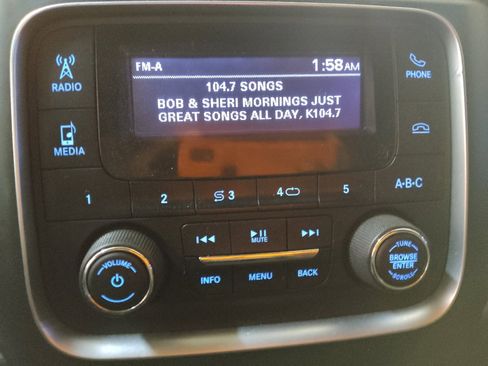 FM-A 1:58AM
104.7 SONGS
BOB & SHERI MORNINGS JUST
GREAT SONGS ALL DAY, K104.7
RADIO
PHONE
MEDIA
1 2 3 4 5 A•B•C
MUTE
INFO MENU BACK
VOLUME
TUNE
BROWSE
ENTER
SCROLL